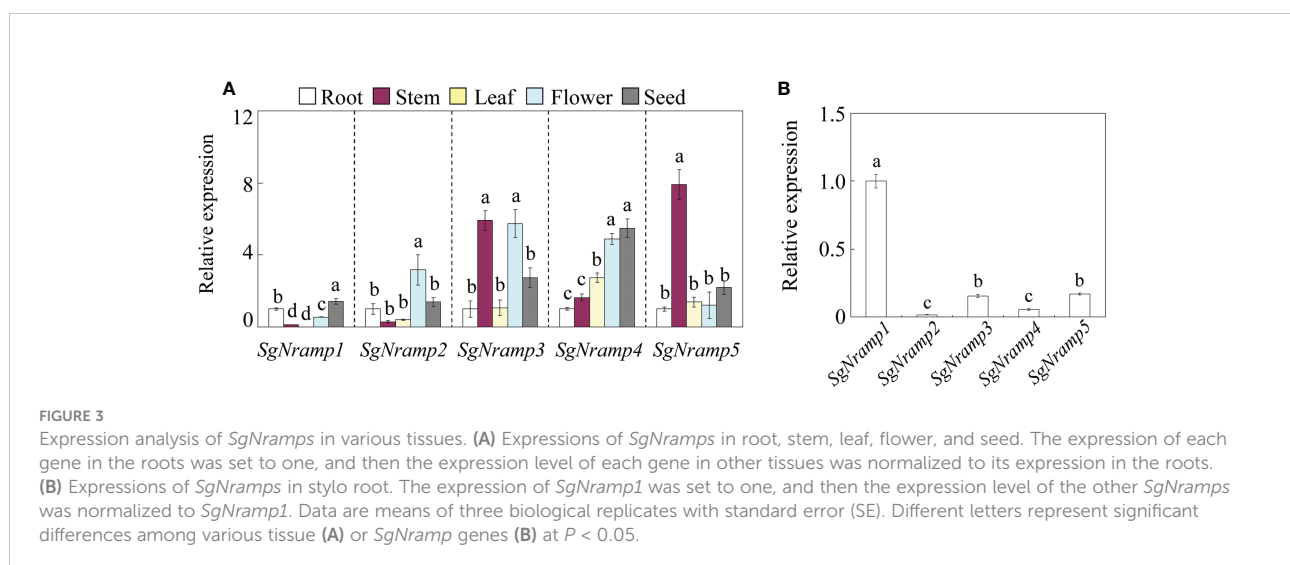 A
Root Stem Leaf Flower Seed
Relative expression
12
8
4
0
b d d c a
b b b a b
b a b a b
c c b a a
b a b b b
SgNramp1 SgNramp2 SgNramp3 SgNramp4 SgNramp5
B
Relative expression
1.5
1.0
0.5
0
a c b c b
SgNramp1 SgNramp2 SgNramp3 SgNramp4 SgNramp5
FIGURE 3
Expression analysis of SgNramps in various tissues. (A) Expressions of SgNramps in root, stem, leaf, flower, and seed. The expression of each
gene in the roots was set to one, and then the expression level of each gene in other tissues was normalized to its expression in the roots.
(B) Expressions of SgNramps in stylo root. The expression of SgNramp1 was set to one, and then the expression level of the other SgNramps
was normalized to SgNramp1. Data are means of three biological replicates with standard error (SE). Different letters represent significant
differences among various tissue (A) or SgNramp genes (B) at P < 0.05.